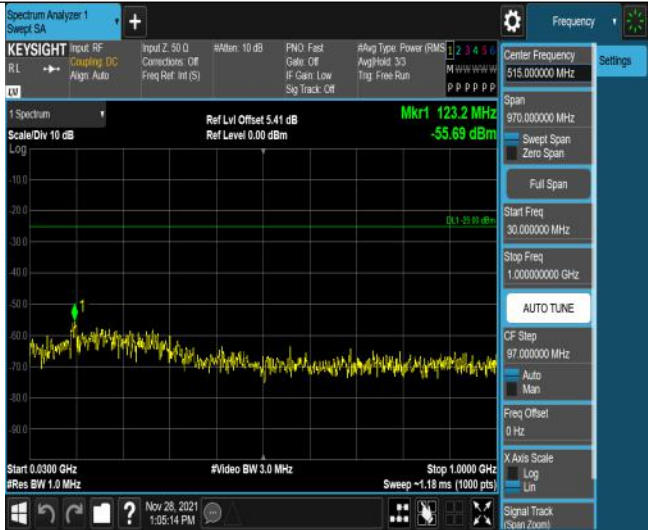 Spectrum Analyzer 1
Swept SA
Frequency
KEYSIGHT
Input: RF
Input Z: 50 Ω
#Atten: 10 dB
PNO: Fast
#Avg Type: Power (RMS
1 2 3 4 5 6
RL
Coupling: DC
Corrections: Off
Gate: Off
Avg|Hold: 3/3
M W W W W W
Align: Auto
Freq Ref: Int (S)
IF Gain: Low
Trig: Free Run
Sig Track: Off
P P P P P P
LV
1 Spectrum
Ref Lvl Offset 5.41 dB
Mkr1 123.2 MHz
Scale/Div 10 dB
Ref Level 0.00 dBm
-55.69 dBm
Log
-10.0
-20.0
DL1 -25.00 dBm
-30.0
-40.0
-50.0
1
-60.0
-70.0
-80.0
-90.0
Start 0.0300 GHz
#Video BW 3.0 MHz
Stop 1.0000 GHz
#Res BW 1.0 MHz
Sweep ~1.18 ms (1000 pts)
?
Nov 28, 2021
1:05:14 PM
Center Frequency
515.000000 MHz
Settings
Span
970.000000 MHz
Swept Span
Zero Span
Full Span
Start Freq
30.000000 MHz
Stop Freq
1.000000000 GHz
AUTO TUNE
CF Step
97.000000 MHz
Auto
Man
Freq Offset
0 Hz
X Axis Scale
Log
Lin
Signal Track
(Span Zoom)